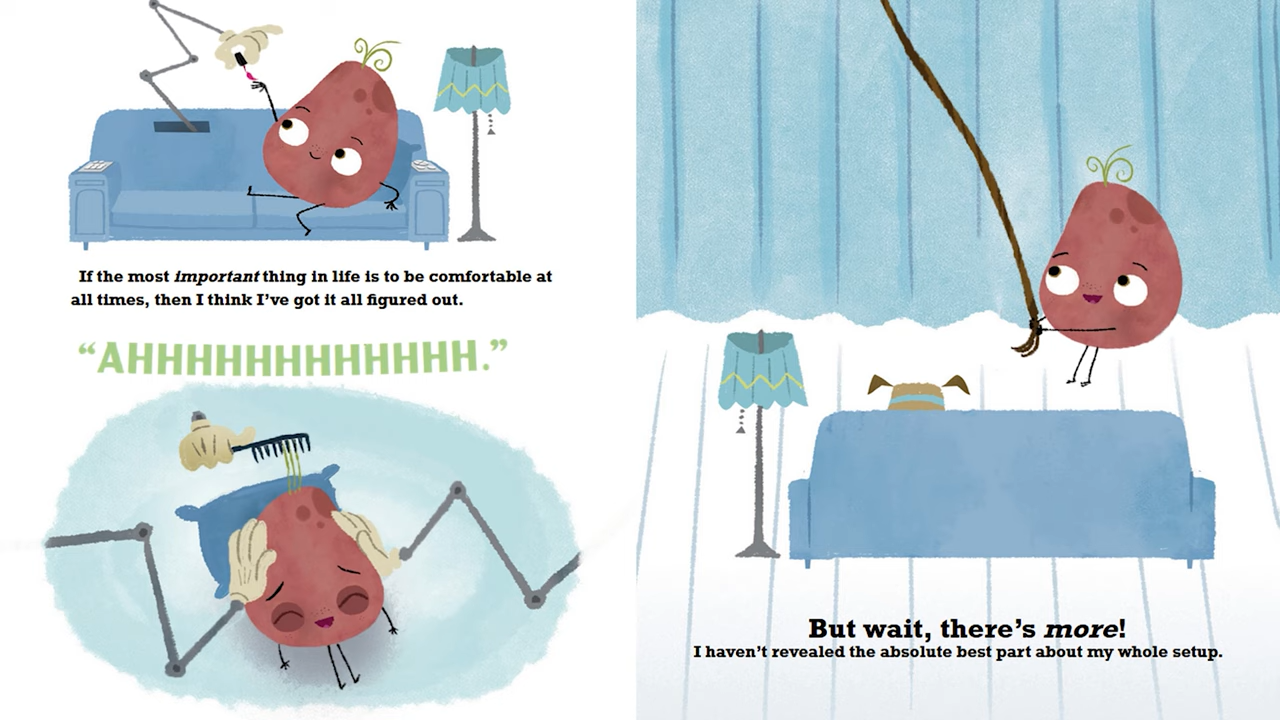 If the most important thing in life is to be comfortable at
all times, then I think I’ve got it all figured out.
“AHHHHHHHHHHHHH.”
But wait, there’s more!
I haven’t revealed the absolute best part about my whole setup.